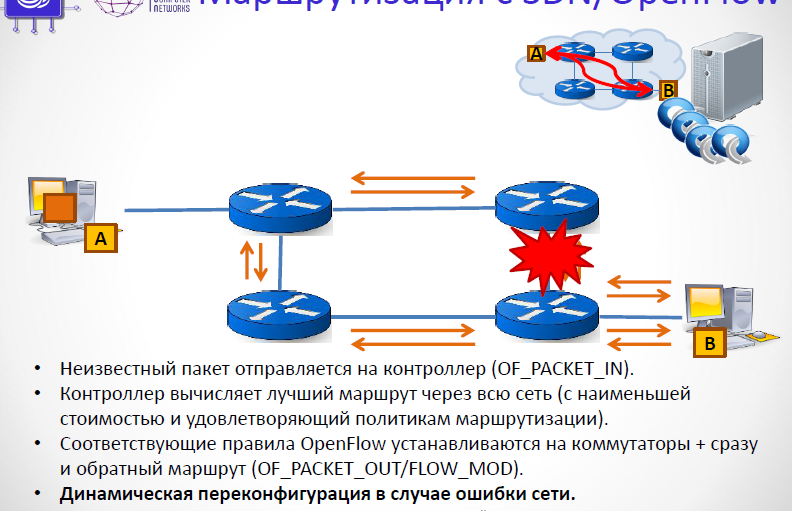 NETWORKS
Маршрутизация с SDN/OpenFlow
A
B
A
B
• Неизвестный пакет отправляется на контроллер (OF_PACKET_IN).
• Контроллер вычисляет лучший маршрут через всю сеть (с наименьшей
стоимостью и удовлетворяющий политикам маршрутизации).
• Соответствующие правила OpenFlow устанавливаются на коммутаторы + сразу
и обратный маршрут (OF_PACKET_OUT/FLOW_MOD).
• Динамическая переконфигурация в случае ошибки сети.